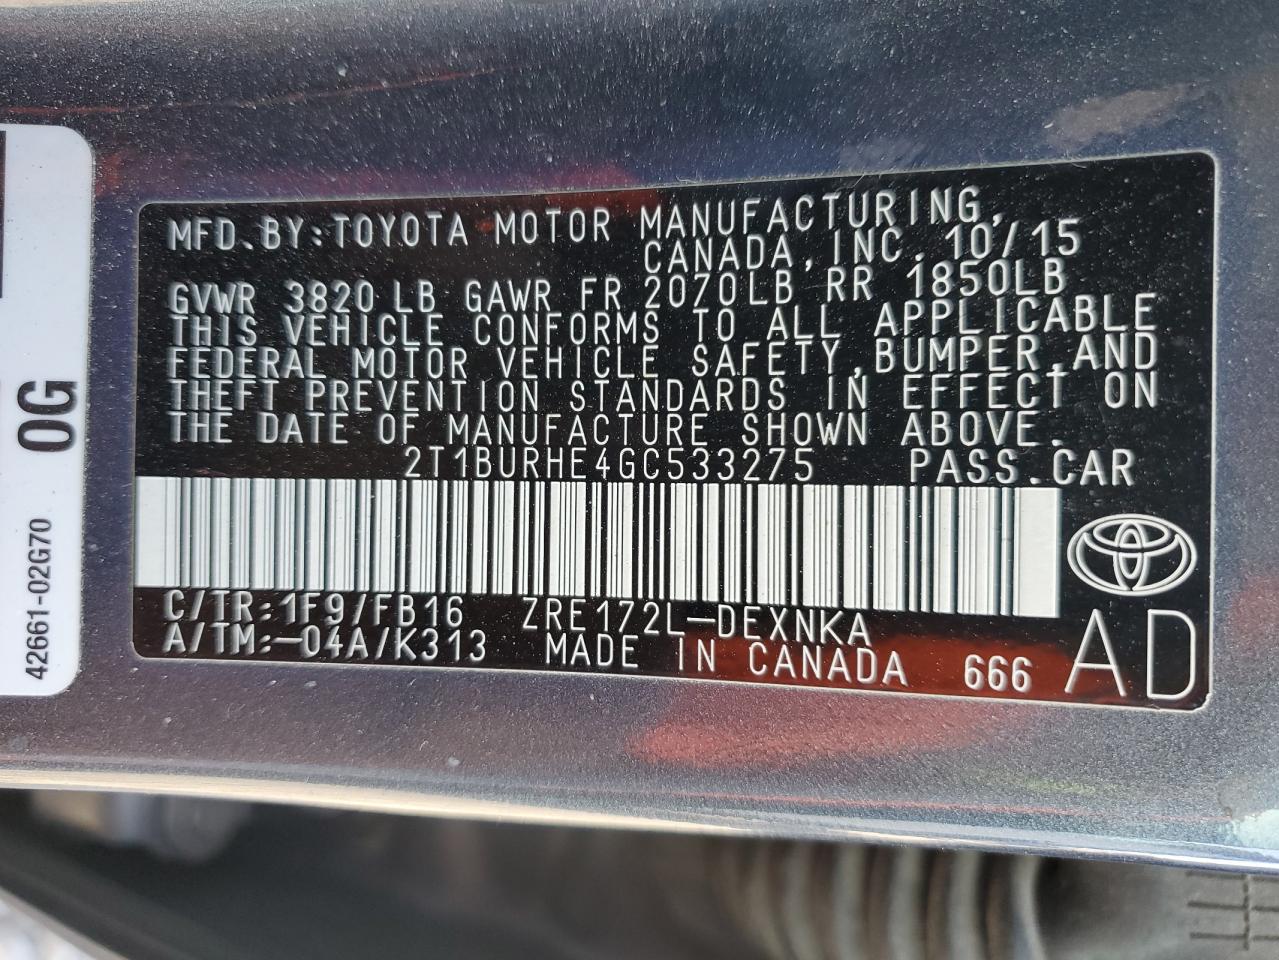 MFD.BY:TOYOTA MOTOR MANUFACTURING,
CANADA,INC. 10/15
GVWR 3820LB GAWR FR 2070LB RR 1850LB
THIS VEHICLE CONFORMS TO ALL APPLICABLE
FEDERAL MOTOR VEHICLE SAFETY,BUMPER,AND
THEFT PREVENTION STANDARDS IN EFFECT ON
THE DATE OF MANUFACTURE SHOWN ABOVE.
2T1BURHE4GC533275 PASS.CAR
C/TR:1F9/FB16 ZRE172L-DEXNKA
A/TM:-04A/K313 MADE IN CANADA 666
AD
0G
42661-02G70